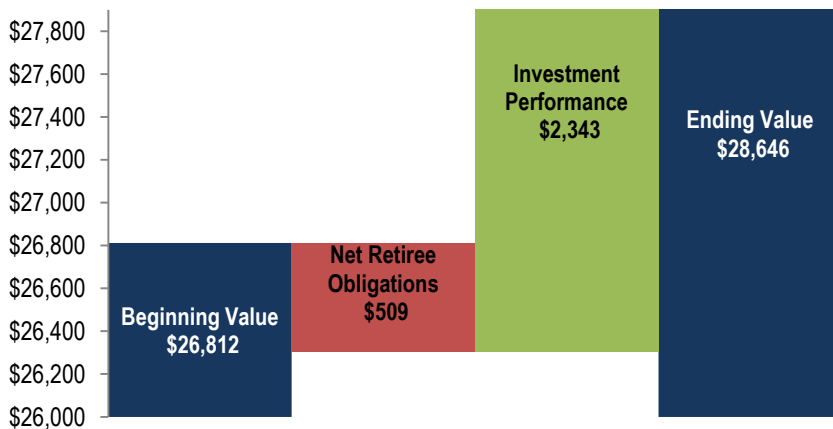 $27,800
$27,600
$27,400
$27,200
$27,000
$26,800
$26,600
$26,400
$26,200
$26,000
Beginning Value
$26,812
Net Retiree
Obligations
$509
Investment
Performance
$2,343
Ending Value
$28,646